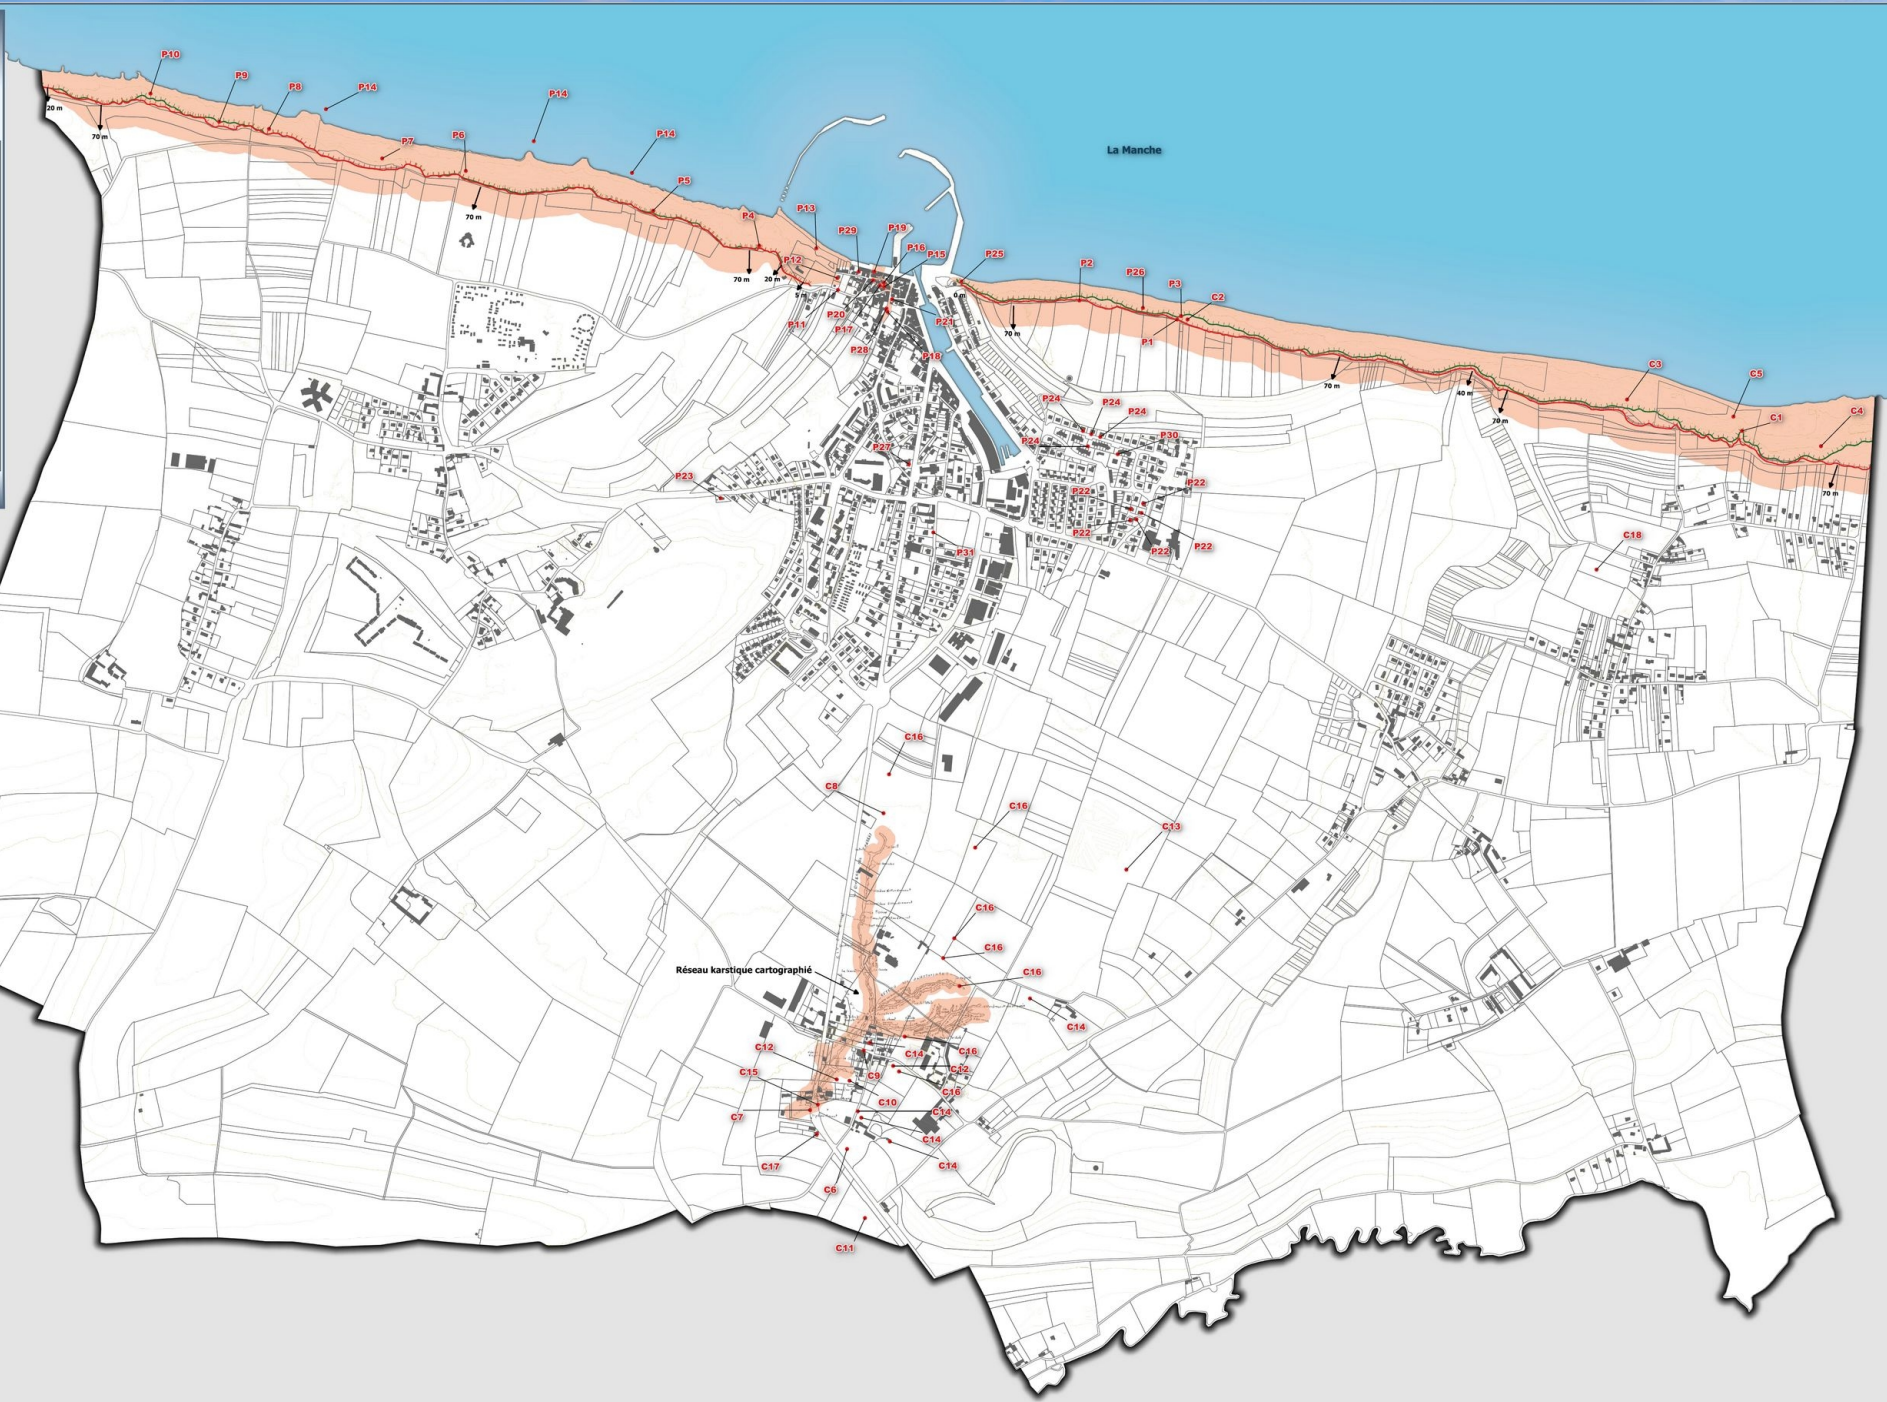 P10
P9
P8
P14
P14
P14
P7
P6
P5
P4
P13
P12
P29
P19
P16
P15
P25
P2
P26
P3
C2
La Manche
20 m
70 m
70 m
70 m
20 m
5 m
0 m
P11
P20
P17
P21
P28
P18
P1
70 m
70 m
40 m
70 m
C3
C5
C1
C4
70 m
P24
P24
P24
P24
P30
P27
P23
P22
P22
P22
P22
P22
P31
C18
C16
C8
C16
C13
C16
C16
C16
Réseau karstique cartographié
C14
C12
C14
C16
C12
C15
C9
C16
C10
C7
C14
C14
C14
C17
C6
C11